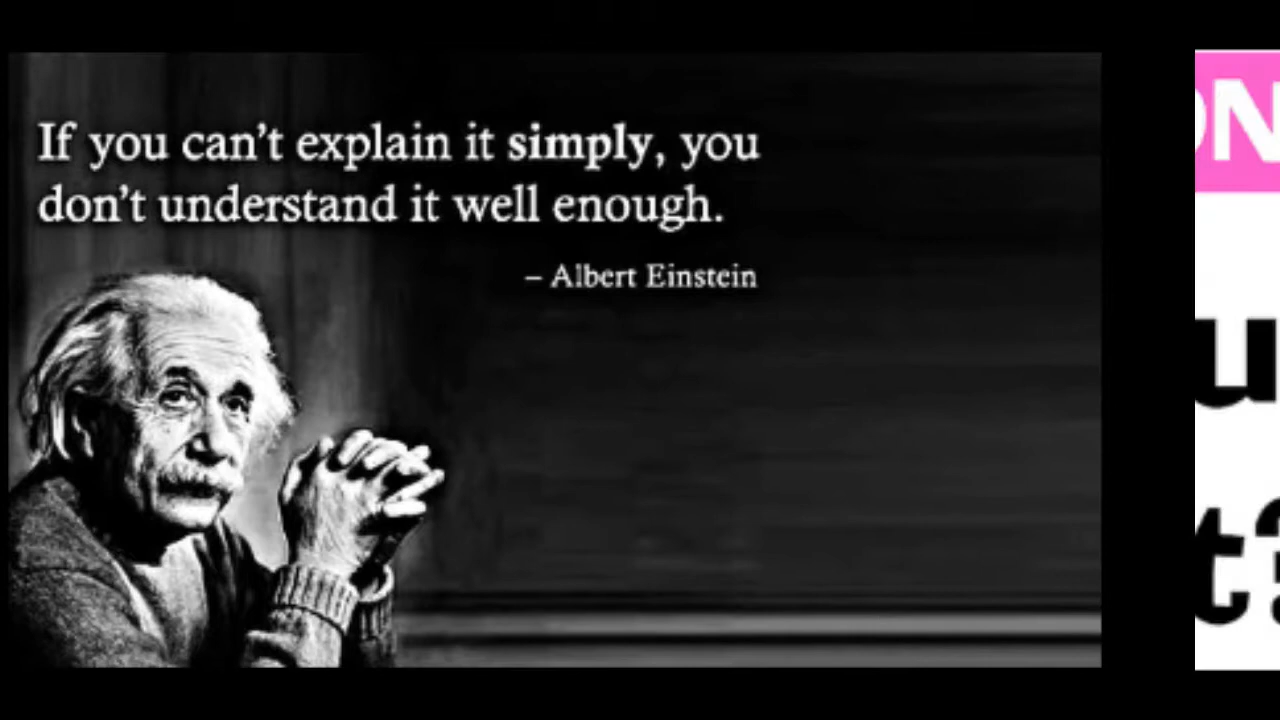 If you can't explain it simply, you
don't understand it well enough.
– Albert Einstein